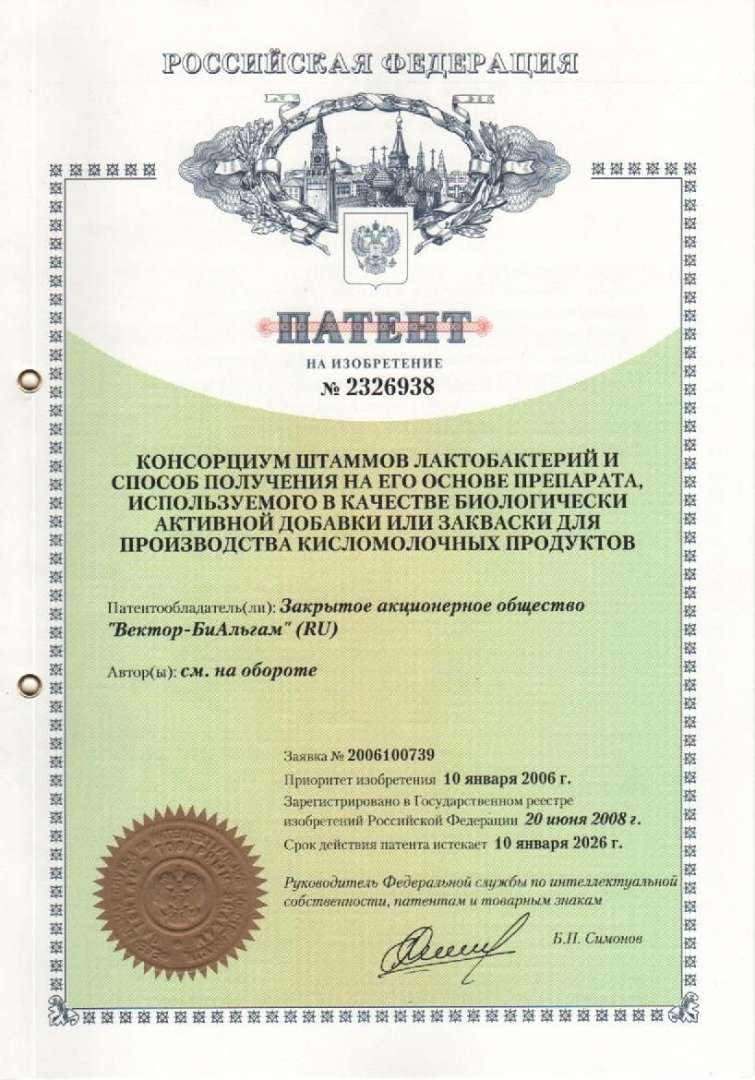 РОССИЙСКАЯ ФЕДЕРАЦИЯ
ПАТЕНТ
НА ИЗОБРЕТЕНИЕ
№ 2326938
КОНСОРЦИУМ ШТАММОВ ЛАКТОБАКТЕРИЙ И
СПОСОБ ПОЛУЧЕНИЯ НА ЕГО ОСНОВЕ ПРЕПАРАТА,
ИСПОЛЬЗУЕМОГО В КАЧЕСТВЕ БИОЛОГИЧЕСКИ
АКТИВНОЙ ДОБАВКИ ИЛИ ЗАКВАСКИ ДЛЯ
ПРОИЗВОДСТВА КИСЛОМОЛОЧНЫХ ПРОДУКТОВ
Патентообладатель(ли): Закрытое акционерное общество
"Вектор-БиАльгам" (RU)
Автор(ы): см. на обороте
Заявка № 2006100739
Приоритет изобретения 10 января 2006 г.
Зарегистрировано в Государственном реестре
изобретений Российской Федерации 20 июня 2008 г.
Срок действия патента истекает 10 января 2026 г.
Руководитель Федеральной службы по интеллектуальной
собственности, патентам и товарным знакам
Б.П. Симонов